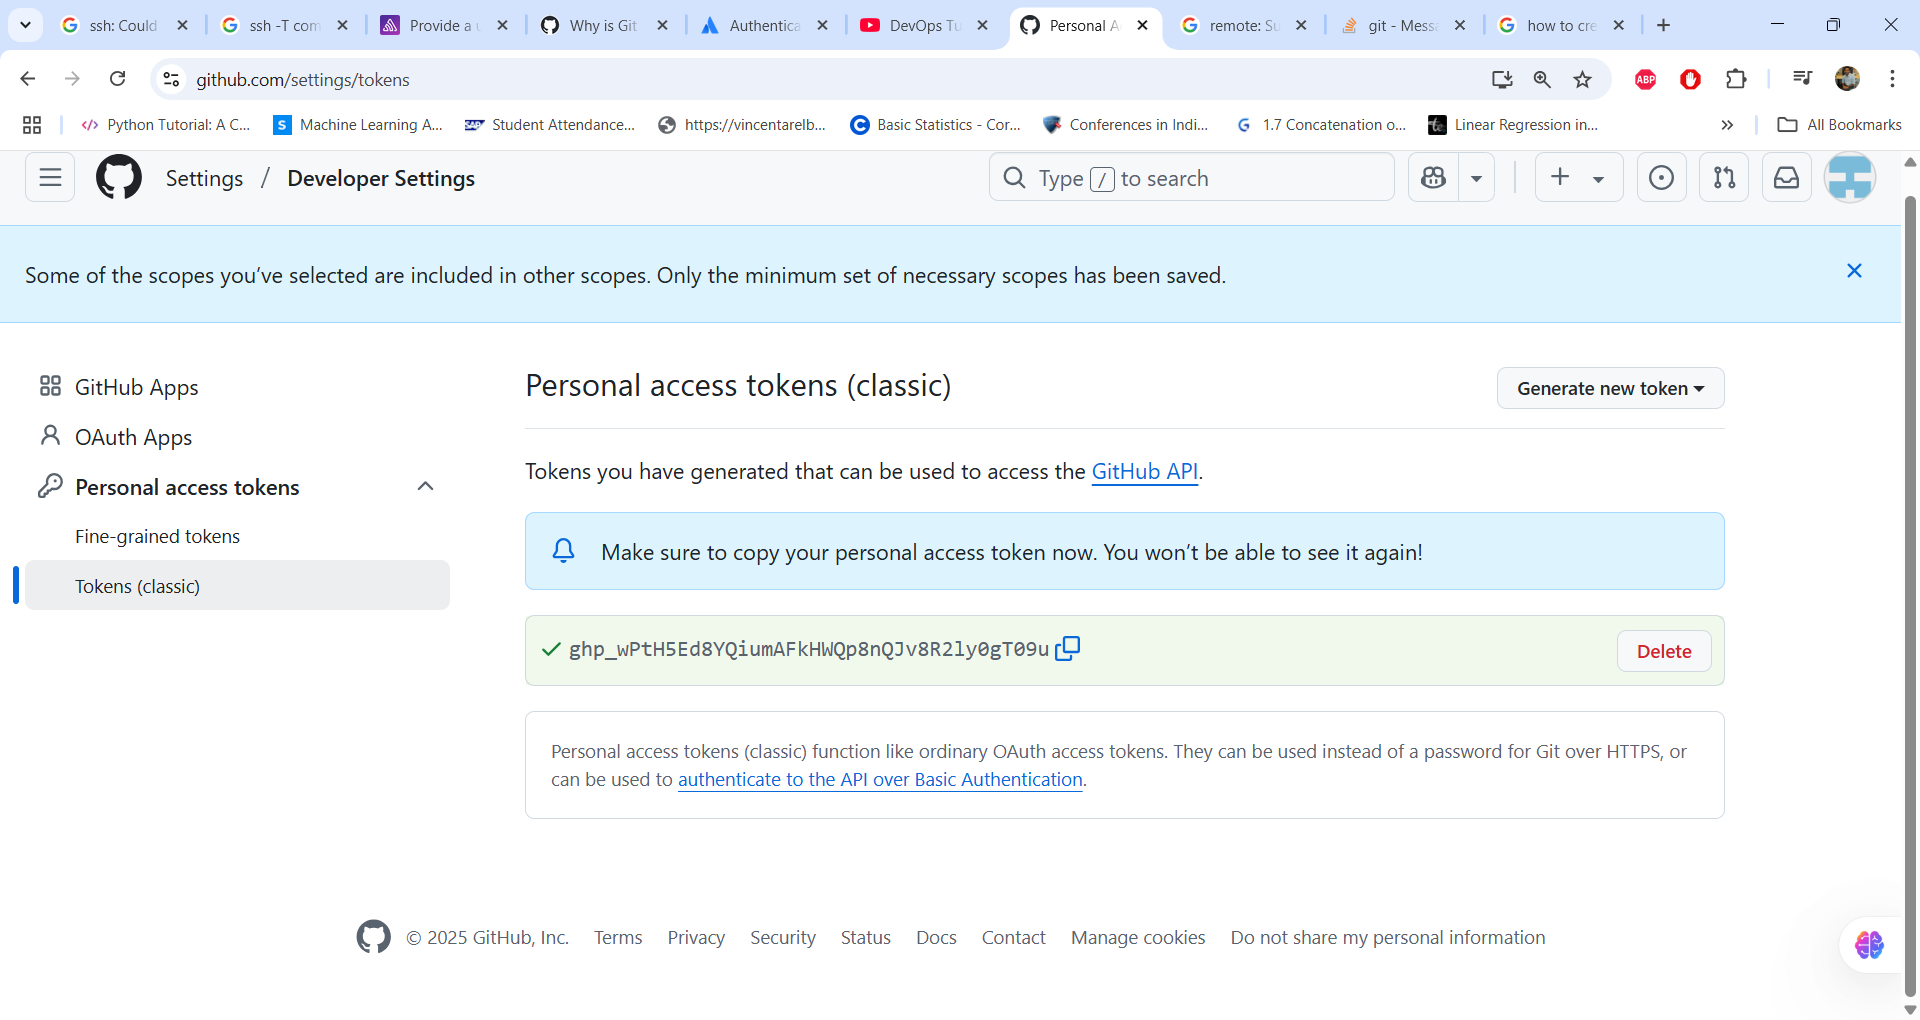 ssh: Could
ssh -T com
Provide a u
Why is Git
Authentica
DevOps Tu
Personal A
remote: Su
git - Messa
how to cre
github.com/settings/tokens
Python Tutorial: A C...
Machine Learning A...
Student Attendance...
https://vincentarelb...
Basic Statistics - Cor...
Conferences in Indi...
1.7 Concatenation o...
Linear Regression in...
All Bookmarks
Settings / Developer Settings
Type / to search
Some of the scopes you’ve selected are included in other scopes. Only the minimum set of necessary scopes has been saved.
GitHub Apps
OAuth Apps
Personal access tokens
Fine-grained tokens
Tokens (classic)
Personal access tokens (classic)
Generate new token
Tokens you have generated that can be used to access the GitHub API.
Make sure to copy your personal access token now. You won’t be able to see it again!
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
Delete
Personal access tokens (classic) function like ordinary OAuth access tokens. They can be used instead of a password for Git over HTTPS, or
can be used to authenticate to the API over Basic Authentication.
© 2025 GitHub, Inc.
Terms
Privacy
Security
Status
Docs
Contact
Manage cookies
Do not share my personal information